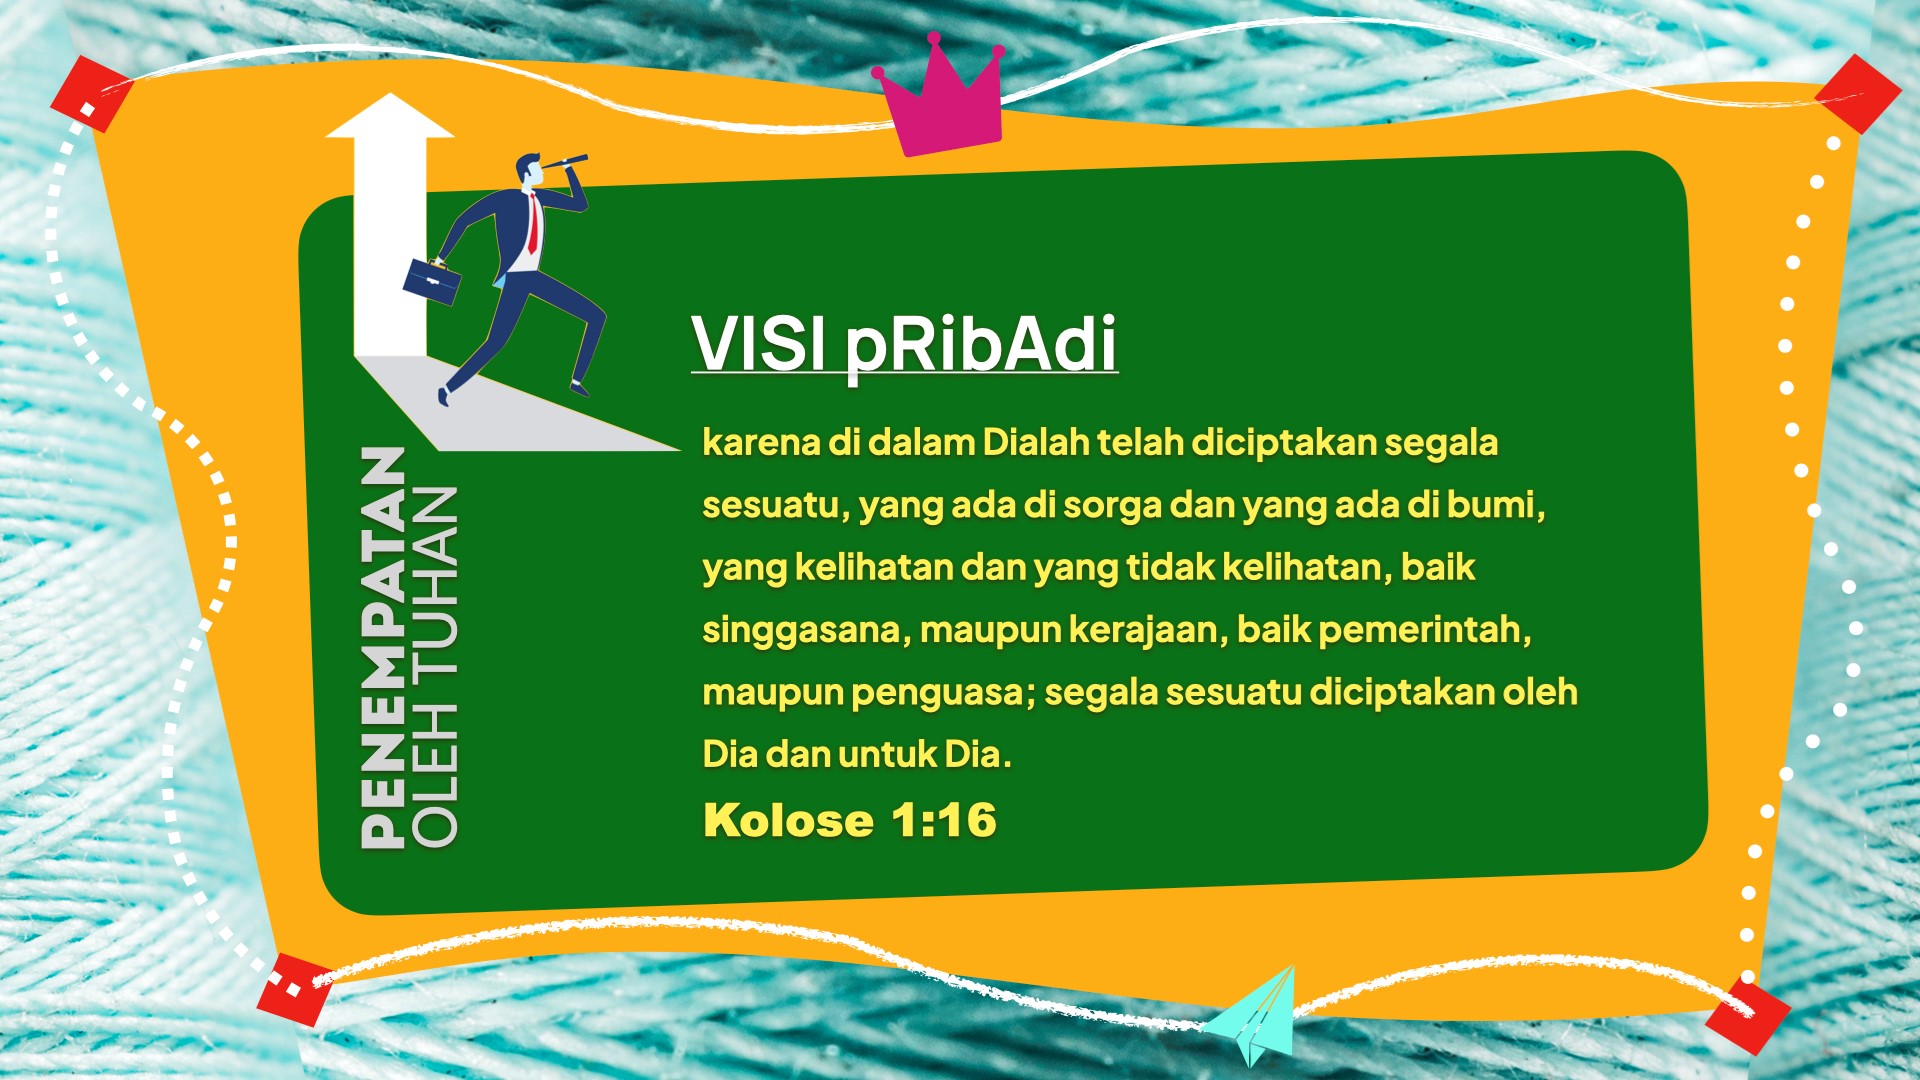 VISI pRibAdi
karena di dalam Dialah telah diciptakan segala
sesuatu, yang ada di sorga dan yang ada di bumi,
yang kelihatan dan yang tidak kelihatan, baik
singgasana, maupun kerajaan, baik pemerintah,
maupun penguasa; segala sesuatu diciptakan oleh
Dia dan untuk Dia.
Kolose 1:16
PENEMPATAN
OLEH TUHAN